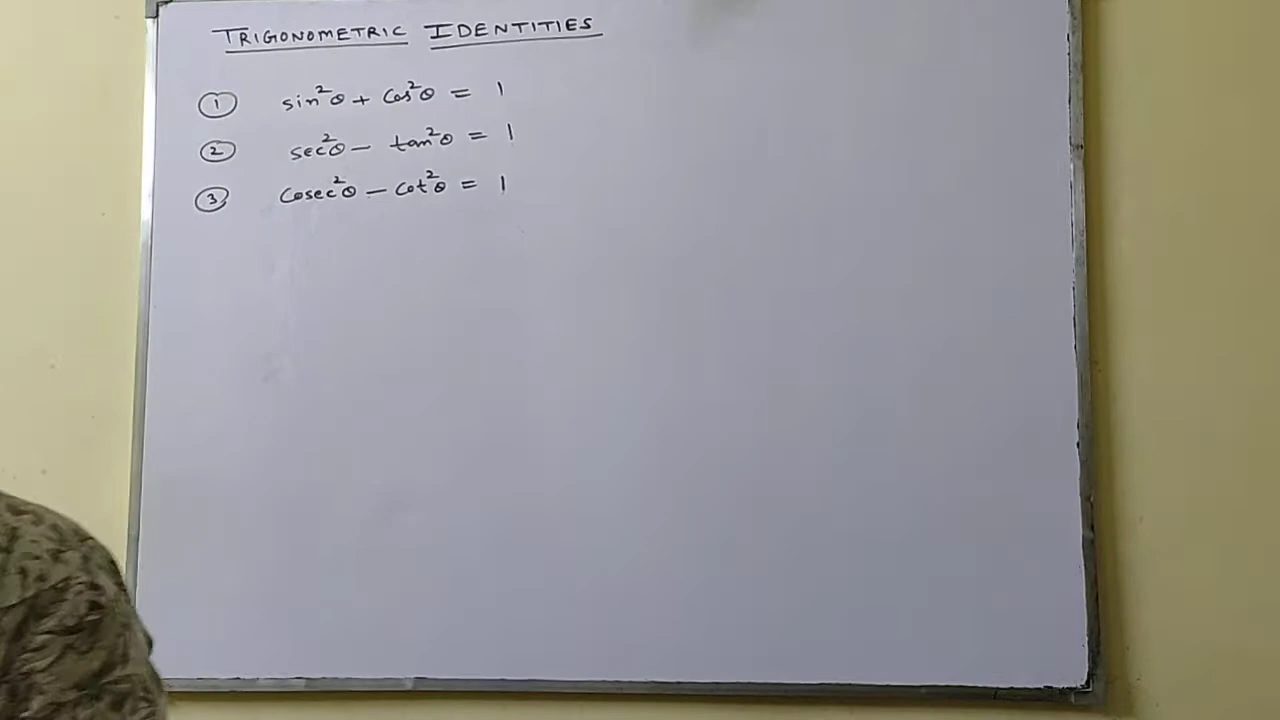 TRIGONOMETRIC IDENTITIES
① sin²θ + cos²θ = 1
② sec²θ - tan²θ = 1
③ cosec²θ - cot²θ = 1